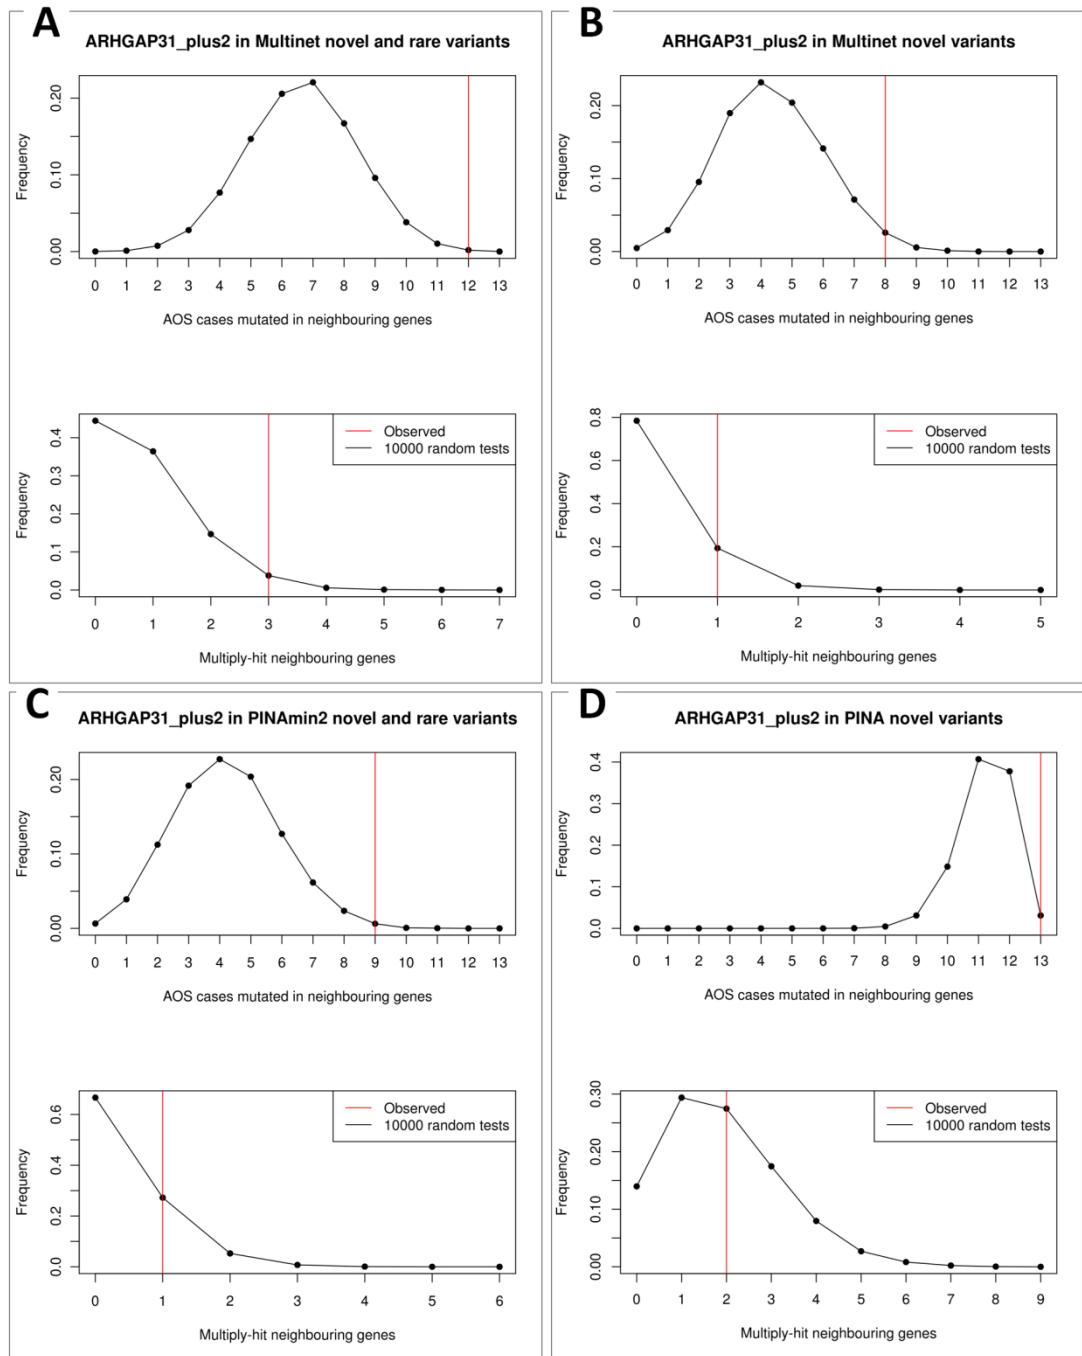 A
ARHGAP31_plus2 in Multinet novel and rare variants
Frequency
0.00 0.10 0.20
0 1 2 3 4 5 6 7 8 9 10 11 12 13
AOS cases mutated in neighbouring genes
Frequency
0.0 0.1 0.2 0.3 0.4
Observed
10000 random tests
0 1 2 3 4 5 6 7
Multiply-hit neighbouring genes
B
ARHGAP31_plus2 in Multinet novel variants
Frequency
0.00 0.10 0.20
0 1 2 3 4 5 6 7 8 9 10 11 12 13
AOS cases mutated in neighbouring genes
Frequency
0.0 0.2 0.4 0.6 0.8
Observed
10000 random tests
0 1 2 3 4 5
Multiply-hit neighbouring genes
C
ARHGAP31_plus2 in PINAmin2 novel and rare variants
Frequency
0.00 0.10 0.20
0 1 2 3 4 5 6 7 8 9 10 11 12 13
AOS cases mutated in neighbouring genes
Frequency
0.0 0.2 0.4 0.6
Observed
10000 random tests
0 1 2 3 4 5 6
Multiply-hit neighbouring genes
D
ARHGAP31_plus2 in PINA novel variants
Frequency
0.0 0.1 0.2 0.3 0.4
0 1 2 3 4 5 6 7 8 9 10 11 12 13
AOS cases mutated in neighbouring genes
Frequency
0.00 0.10 0.20 0.30
Observed
10000 random tests
0 1 2 3 4 5 6 7 8 9
Multiply-hit neighbouring genes